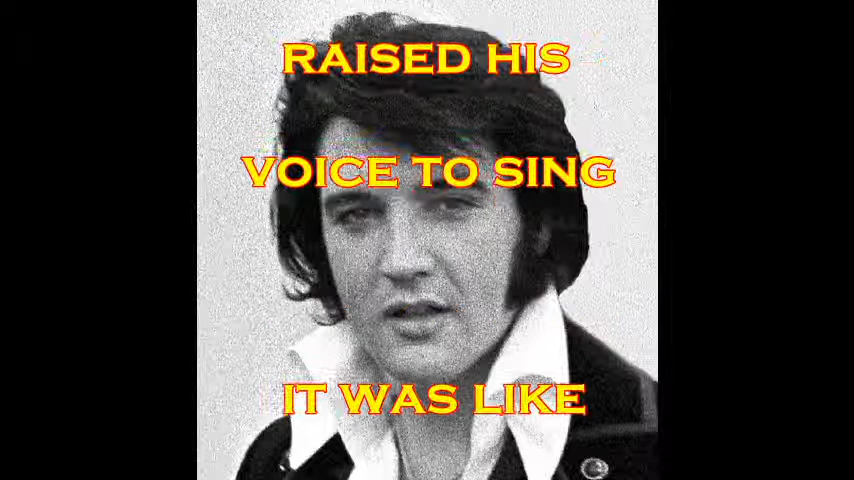 RAISED HIS
VOICE TO SING
IT WAS LIKE